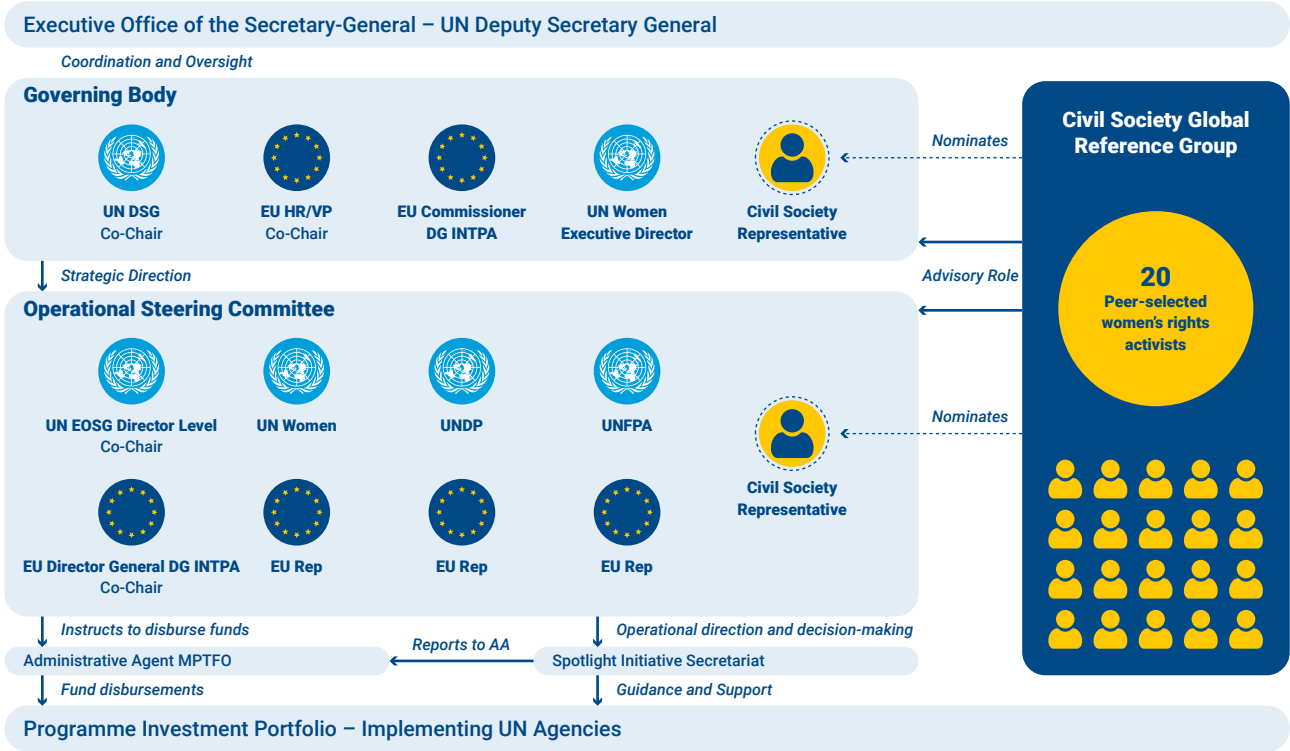 Executive Office of the Secretary-General – UN Deputy Secretary General
Coordination and Oversight
Governing Body
UN DSG
Co-Chair
EU HR/VP
Co-Chair
EU Commissioner
DG INTPA
UN Women
Executive Director
Civil Society
Representative
Nominates
Civil Society Global
Reference Group
Strategic Direction
Advisory Role
20
Peer-selected
women's rights
activists
Operational Steering Committee
UN EOSG Director Level
Co-Chair
UN Women
UNDP
UNFPA
Civil Society
Representative
Nominates
EU Director General DG INTPA
Co-Chair
EU Rep
EU Rep
EU Rep
Instructs to disburse funds
Operational direction and decision-making
Administrative Agent MPTFO
Reports to AA
Spotlight Initiative Secretariat
Fund disbursements
Guidance and Support
Programme Investment Portfolio – Implementing UN Agencies